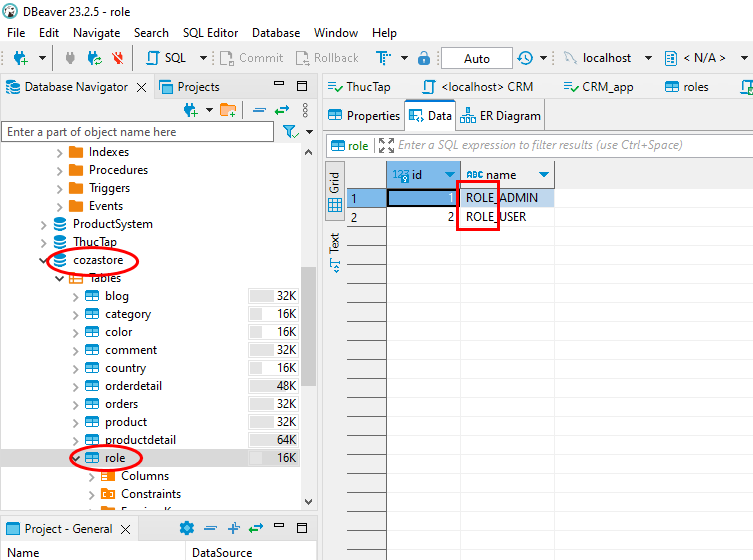 DBeaver 23.2.5 - role
File Edit Navigate Search SQL Editor Database Window Help
SQL Commit Rollback Auto localhost < N/A >
Database Navigator Projects
ThucTap <localhost> CRM CRM_app roles
Properties Data ER Diagram
Enter a part of object name here
role Enter a SQL expression to filter results (use Ctrl+Space)
Indexes
Procedures
Triggers
Events
ProductSystem
ThucTap
cozastore
Tables
blog 32K
category 16K
color 16K
comment 32K
country 16K
orderdetail 48K
orders 32K
product 32K
productdetail 64K
role 16K
Columns
Constraints
Grid
Text
123 id ABC name
1 1 ROLE_ADMIN
2 2 ROLE_USER
Project - General
Name DataSource